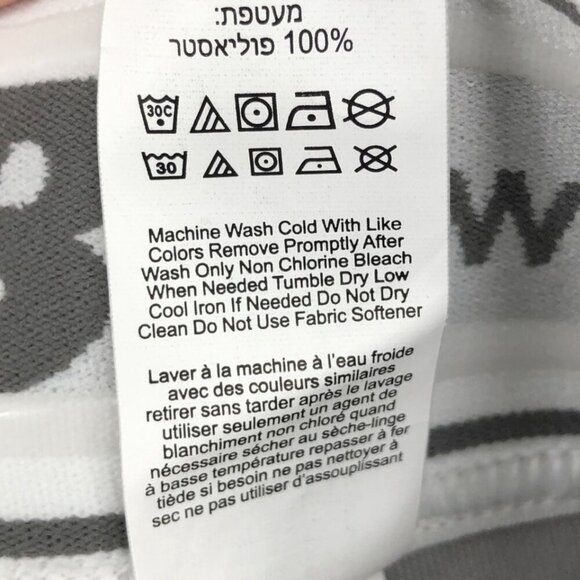 מעטפת:
100% פוליאסטר
30C
30
Machine Wash Cold With Like
Colors Remove Promptly After
Wash Only Non Chlorine Bleach
When Needed Tumble Dry Low
Cool Iron If Needed Do Not Dry
Clean Do Not Use Fabric Softener
Laver à la machine à l'eau froide
avec des couleurs similaires
retirer sans tarder après le lavage
utiliser seulement un agent de
blanchiment non chloré quand
nécessaire sécher au sèche-linge
à basse température repasser à fer
tiède si besoin ne pas nettoyer à
sec ne pas utiliser d'assouplissant
w